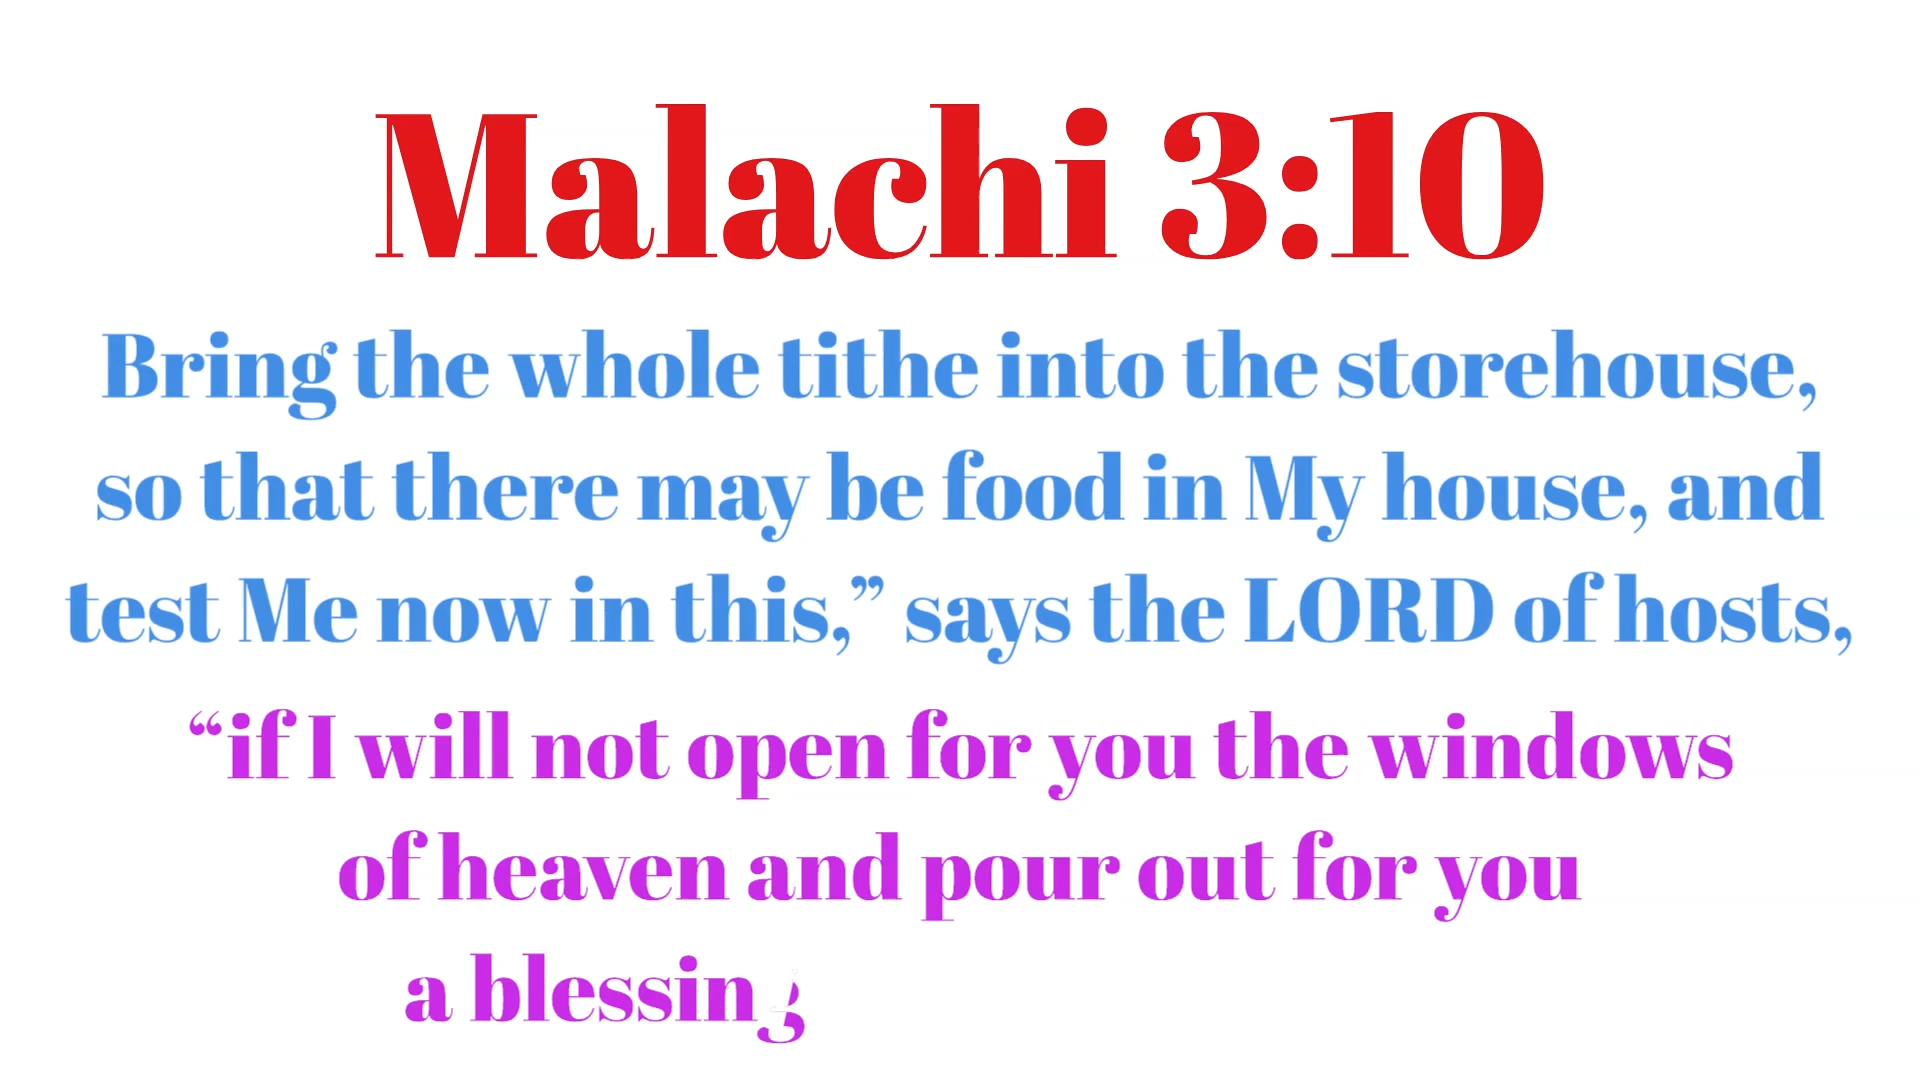 Malachi 3:10
Bring the whole tithe into the storehouse,
so that there may be food in My house, and
test Me now in this,” says the LORD of hosts,
“if I will not open for you the windows
of heaven and pour out for you
a blessing